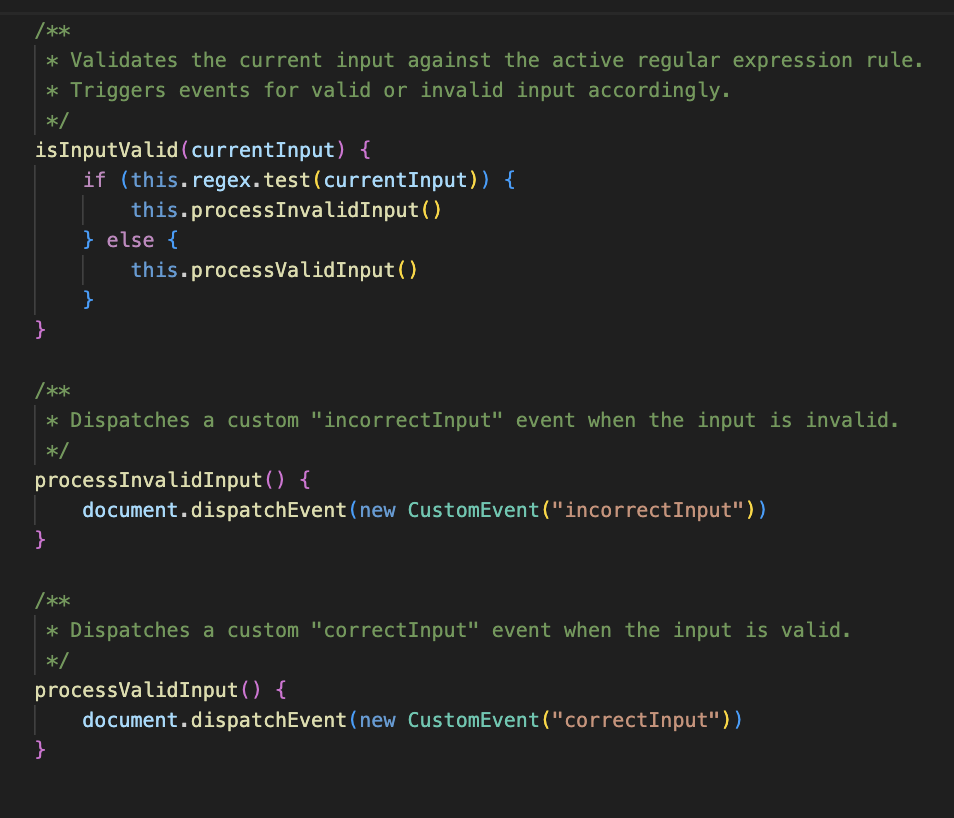 /**
 * Validates the current input against the active regular expression rule.
 * Triggers events for valid or invalid input accordingly.
 */
isInputValid(currentInput) {
    if (this.regex.test(currentInput)) {
        this.processInvalidInput()
    } else {
        this.processValidInput()
    }
}

/**
 * Dispatches a custom "incorrectInput" event when the input is invalid.
 */
processInvalidInput() {
    document.dispatchEvent(new CustomEvent("incorrectInput"))
}

/**
 * Dispatches a custom "correctInput" event when the input is valid.
 */
processValidInput() {
    document.dispatchEvent(new CustomEvent("correctInput"))
}